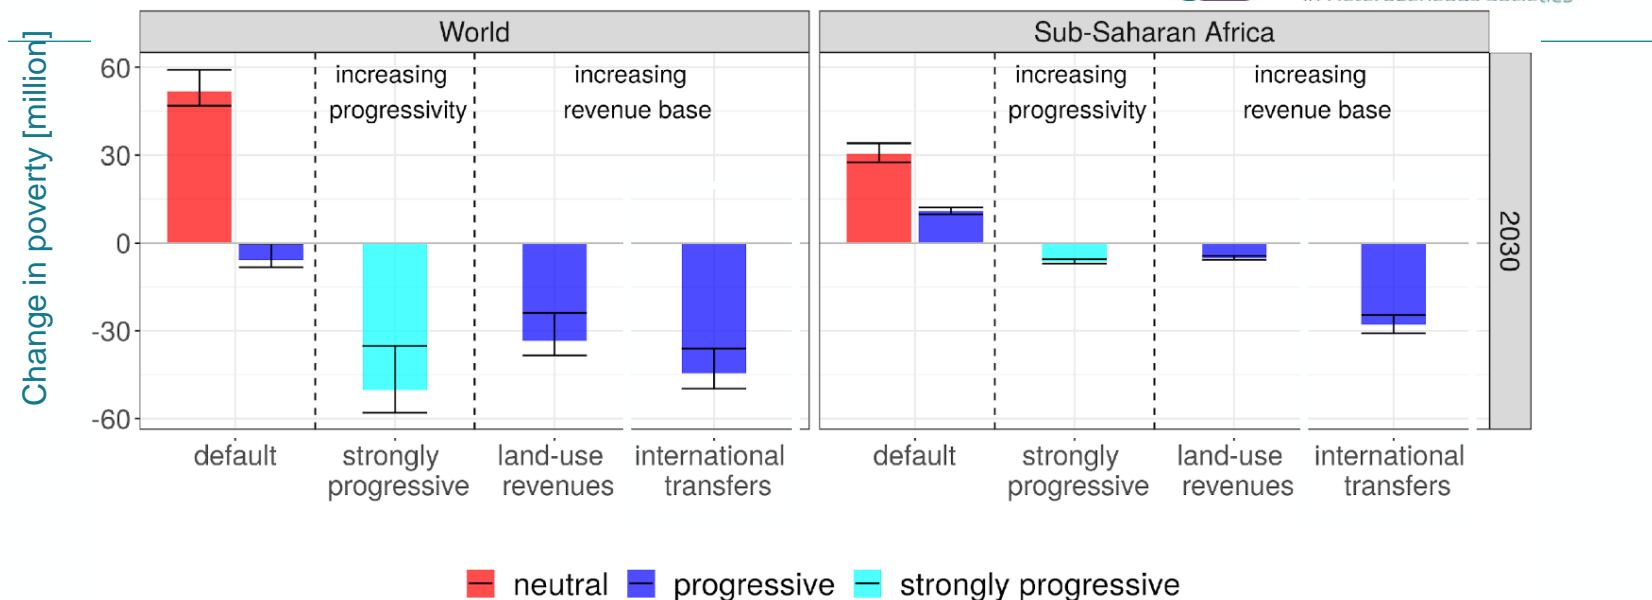 World
Sub-Saharan Africa
Change in poverty [million]
60
30
0
-30
-60
increasing
progressivity
increasing
revenue base
increasing
progressivity
increasing
revenue base
2030
default
strongly
progressive
land-use
revenues
international
transfers
default
strongly
progressive
land-use
revenues
international
transfers
neutral
progressive
strongly progressive